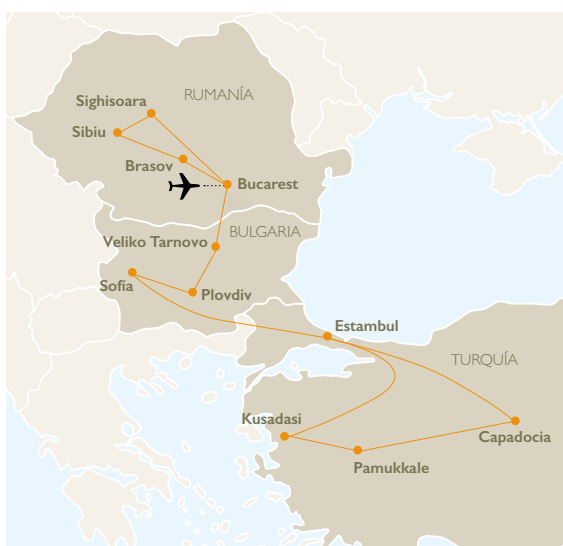 RUMANÍA
Sighisoara
Sibiu
Brasov
Bucarest
BULGARIA
Veliko Tarnovo
Sofía
Plovdiv
Estambul
TURQUÍA
Kusadasi
Capadocia
Pamukkale